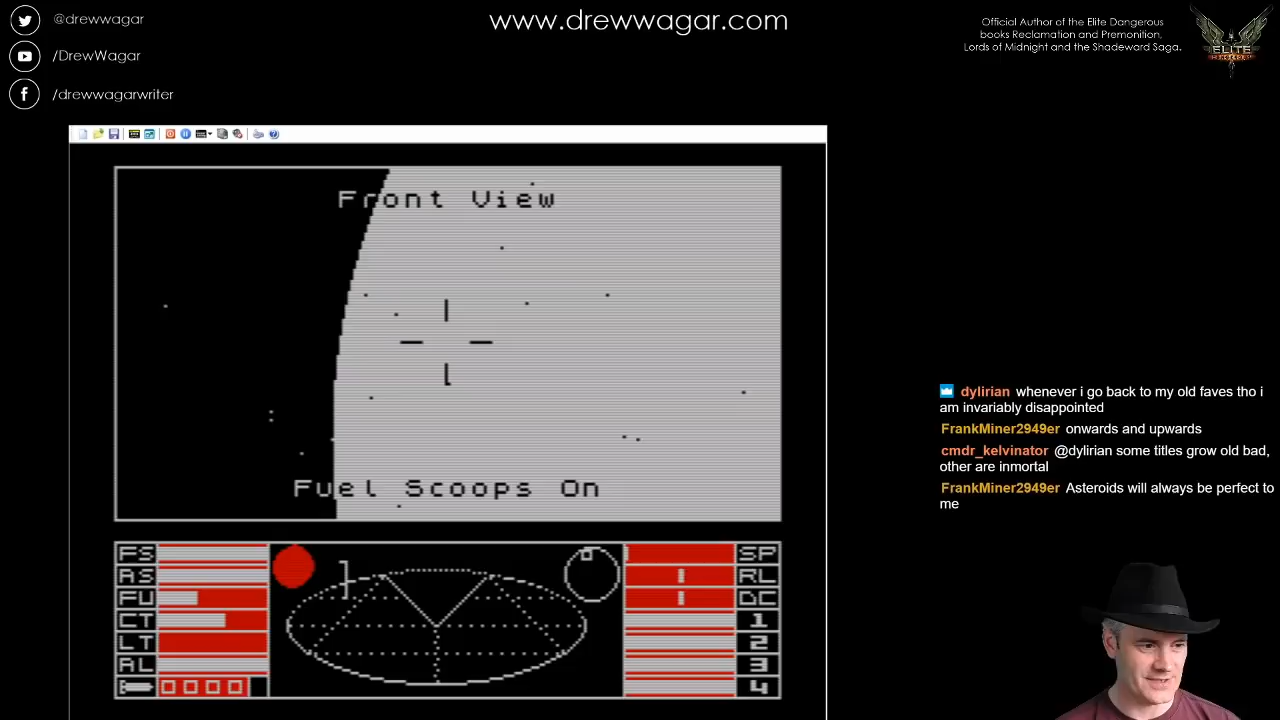 @drewwagar
/DrewWagar
/drewwagarwriter
www.drewwagar.com
Official Author of the Elite Dangerous
books Reclamation and Premonition,
Lords of Midnight and the Shadeward Saga.
ELITE
Front View
Fuel Scoops On
FS
AS
FU
CT
LT
AL
SP
RL
DC
1
2
3
4
dylirian whenever i go back to my old faves tho i
am invariably disappointed
FrankMiner2949er onwards and upwards
cmdr_kelvinator @dylirian some titles grow old bad,
other are inmortal
FrankMiner2949er Asteroids will always be perfect to
me